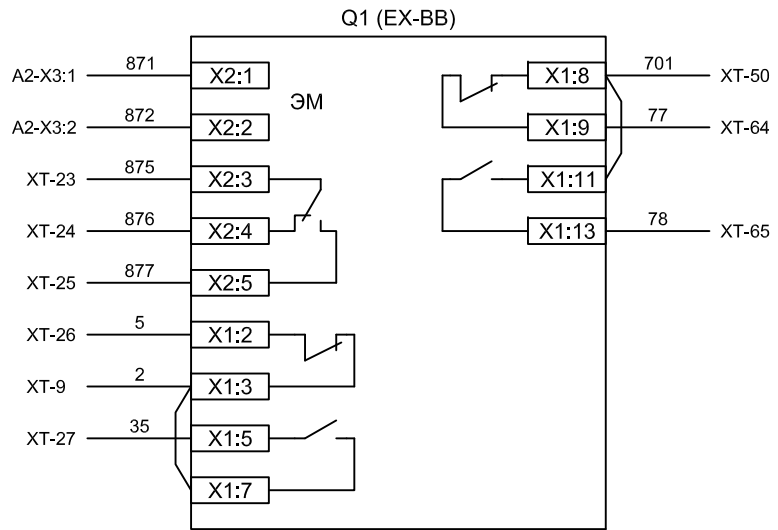 Q1 (EX-BB)
A2-X3:1 871 X2:1 X1:8 701 XT-50
ЭМ
A2-X3:2 872 X2:2 X1:9 77 XT-64
XT-23 875 X2:3 X1:11
XT-24 876 X2:4 X1:13 78 XT-65
XT-25 877 X2:5
XT-26 5 X1:2
XT-9 2 X1:3
XT-27 35 X1:5
X1:7